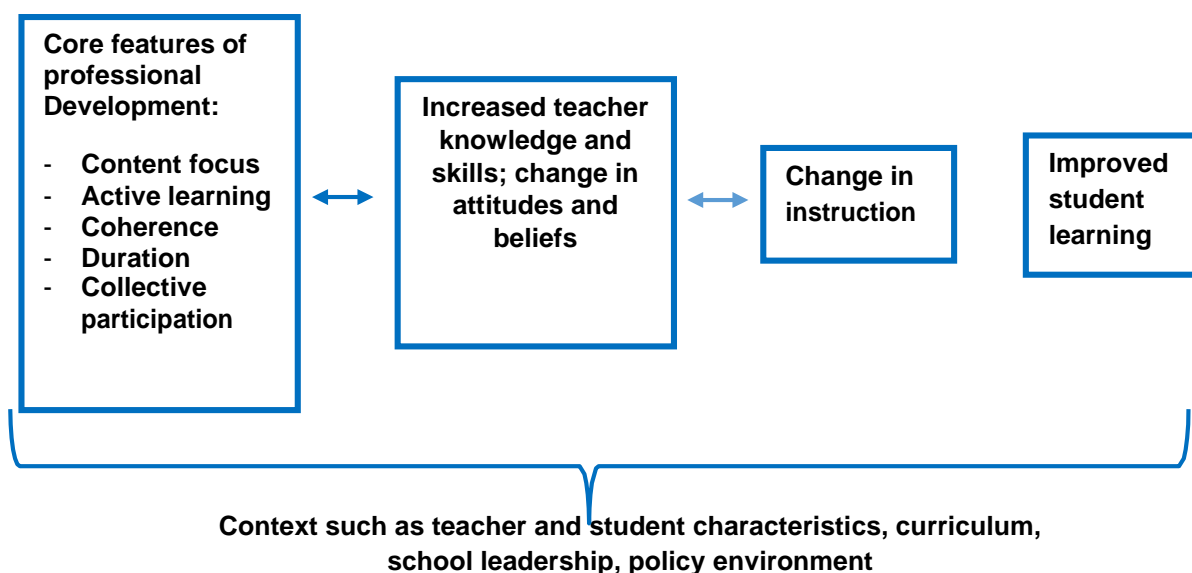 Core features of
professional
Development:
- Content focus
- Active learning
- Coherence
- Duration
- Collective
participation
Increased teacher
knowledge and
skills; change in
attitudes and
beliefs
Change in
instruction
Improved
student
learning
Context such as teacher and student characteristics, curriculum,
school leadership, policy environment